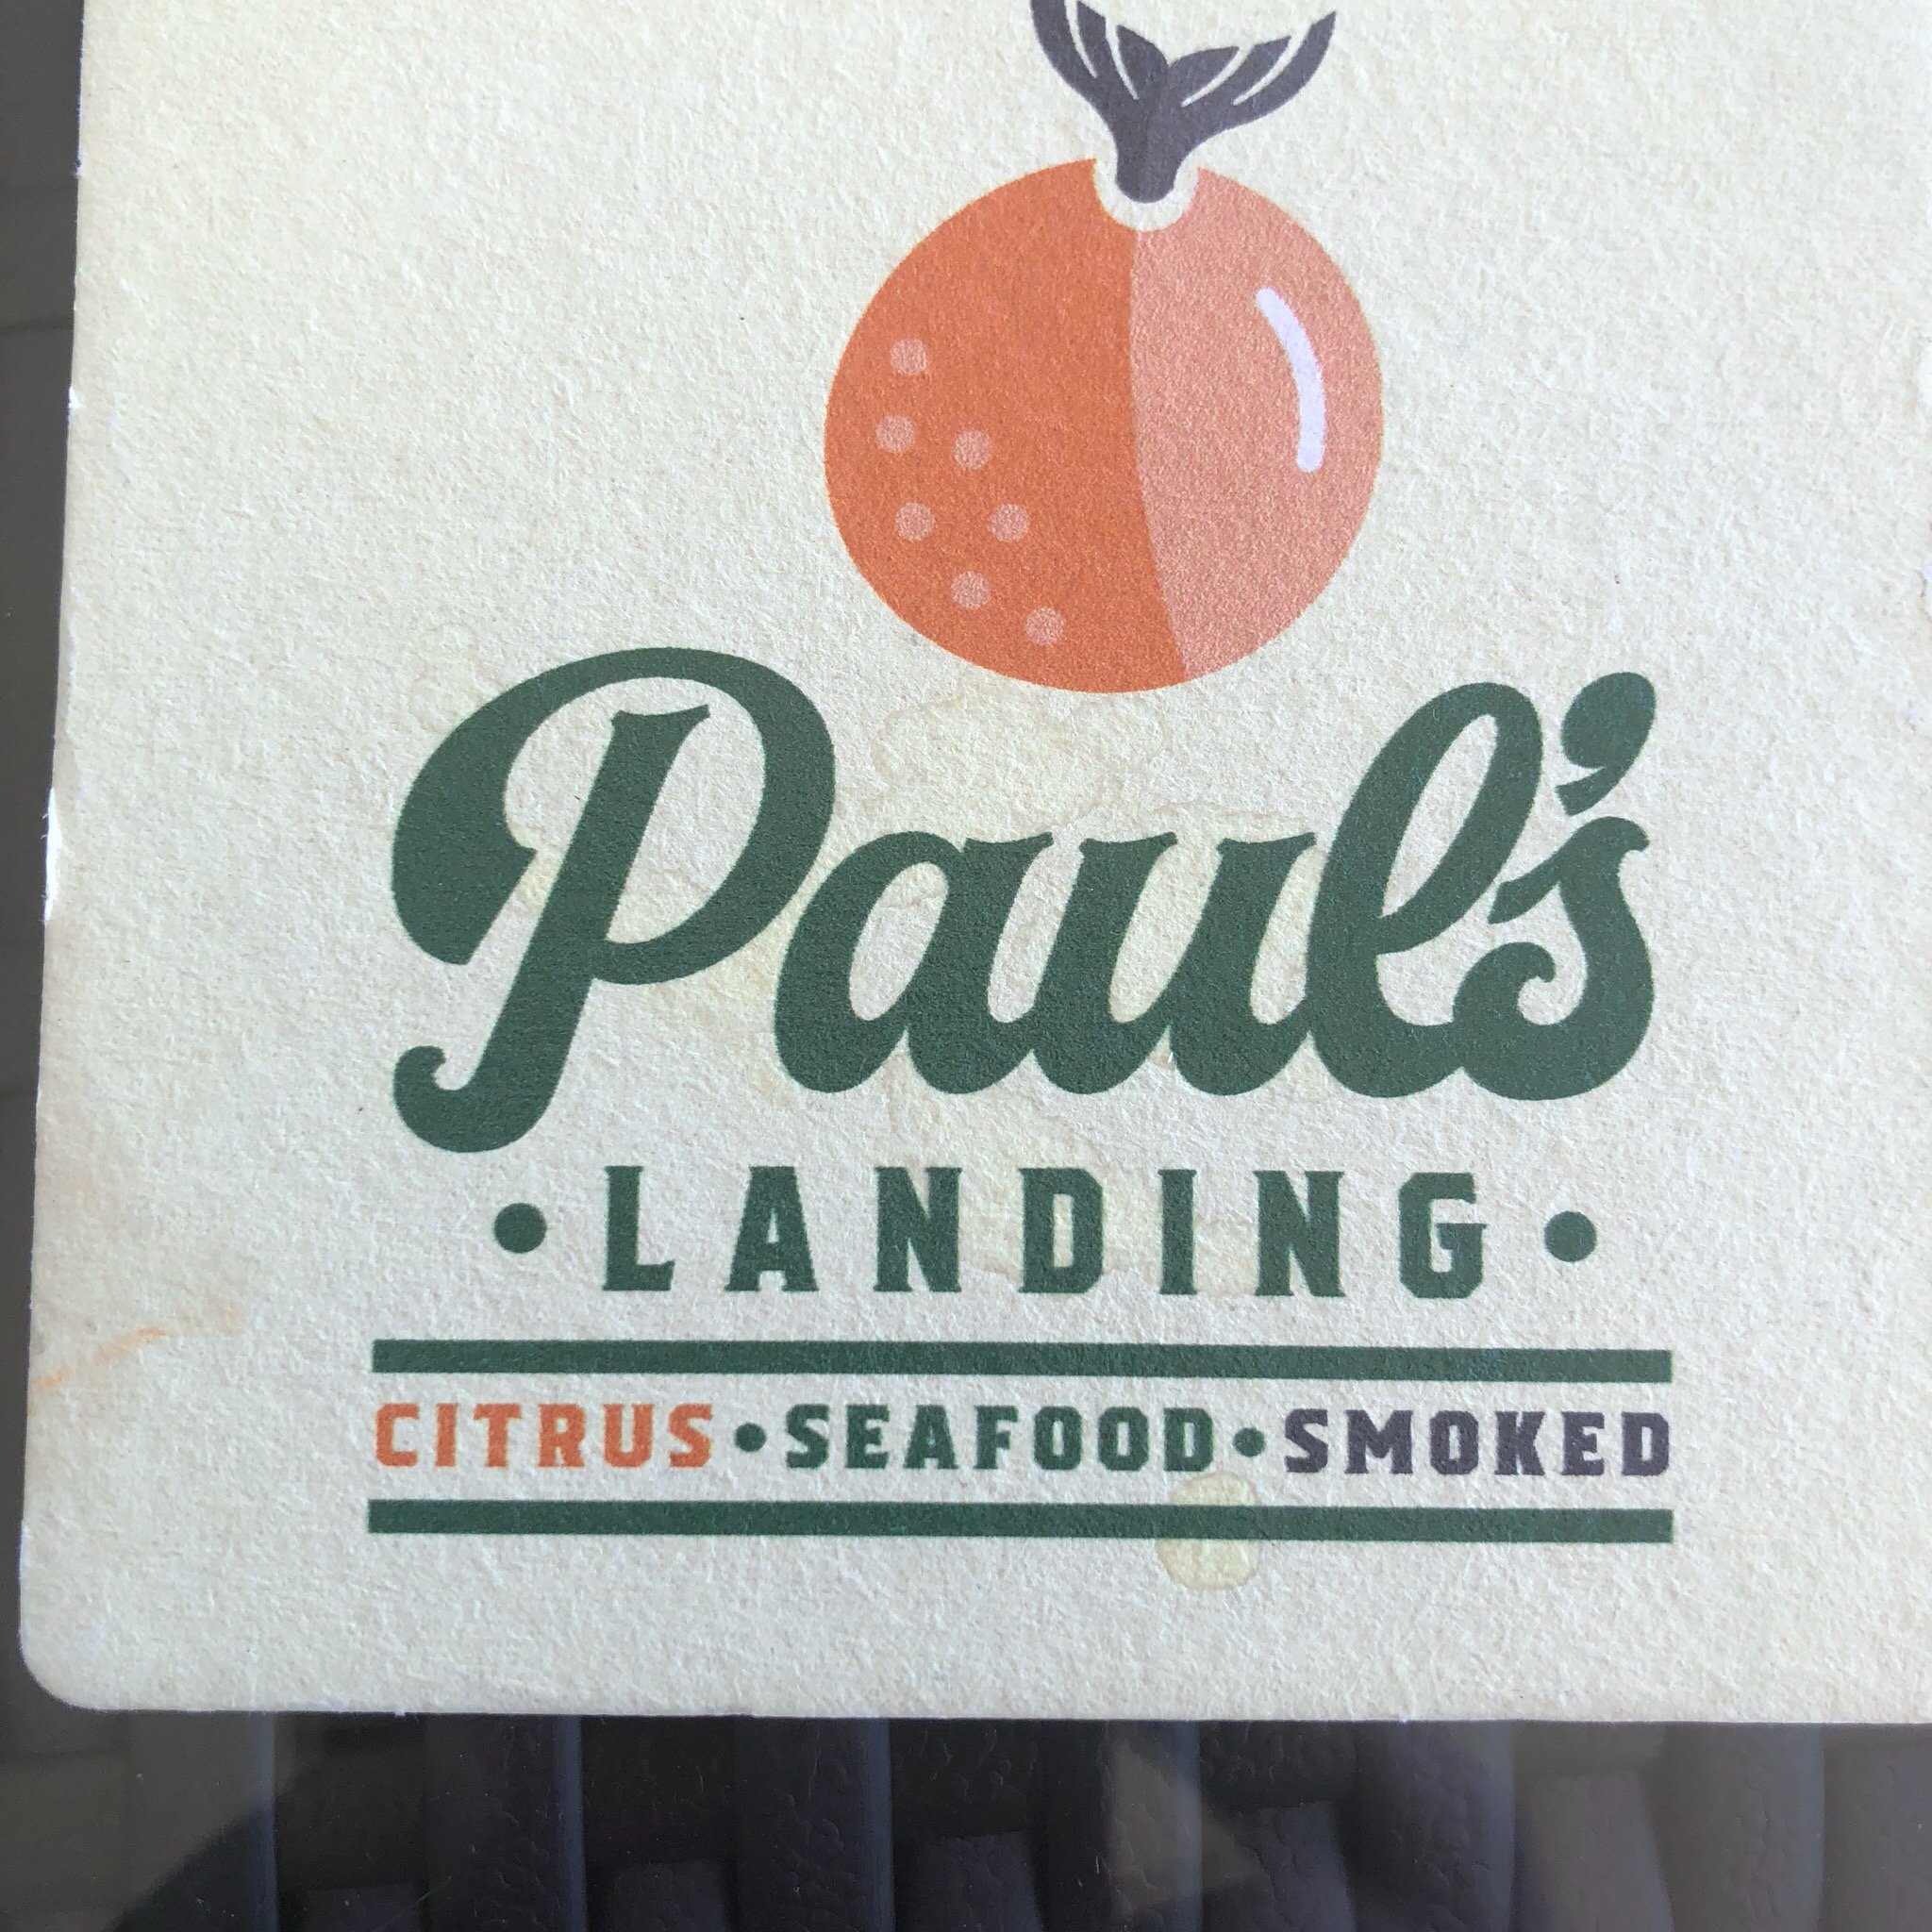 Paul's
• LANDING •
CITRUS • SEAFOOD • SMOKED